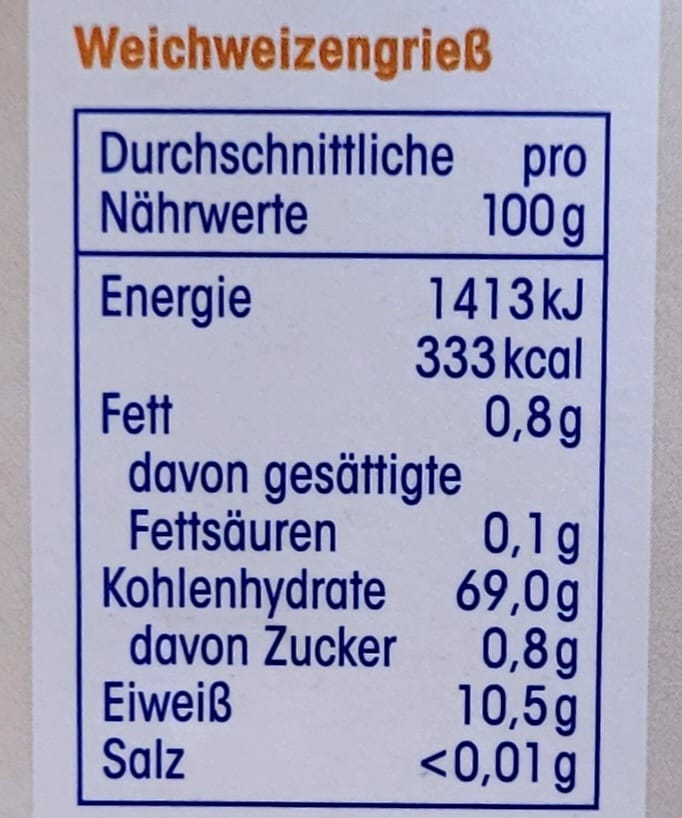 Weichweizengrieß
Durchschnittliche pro
Nährwerte 100g
Energie 1413kJ
333kcal
Fett 0,8g
davon gesättigte
Fettsäuren 0,1g
Kohlenhydrate 69,0g
davon Zucker 0,8g
Eiweiß 10,5g
Salz <0,01g